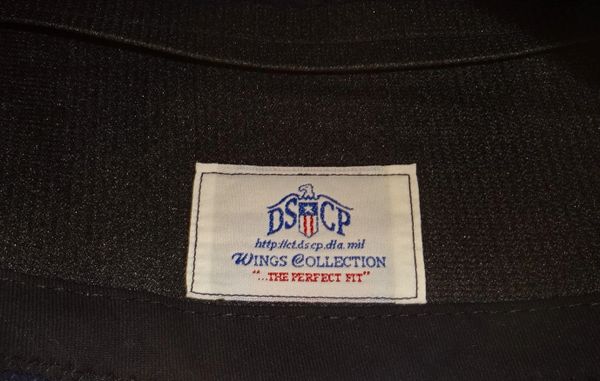 DSCP
http://ct.dscp.dla.mil
WINGS COLLECTION
"...THE PERFECT FIT"